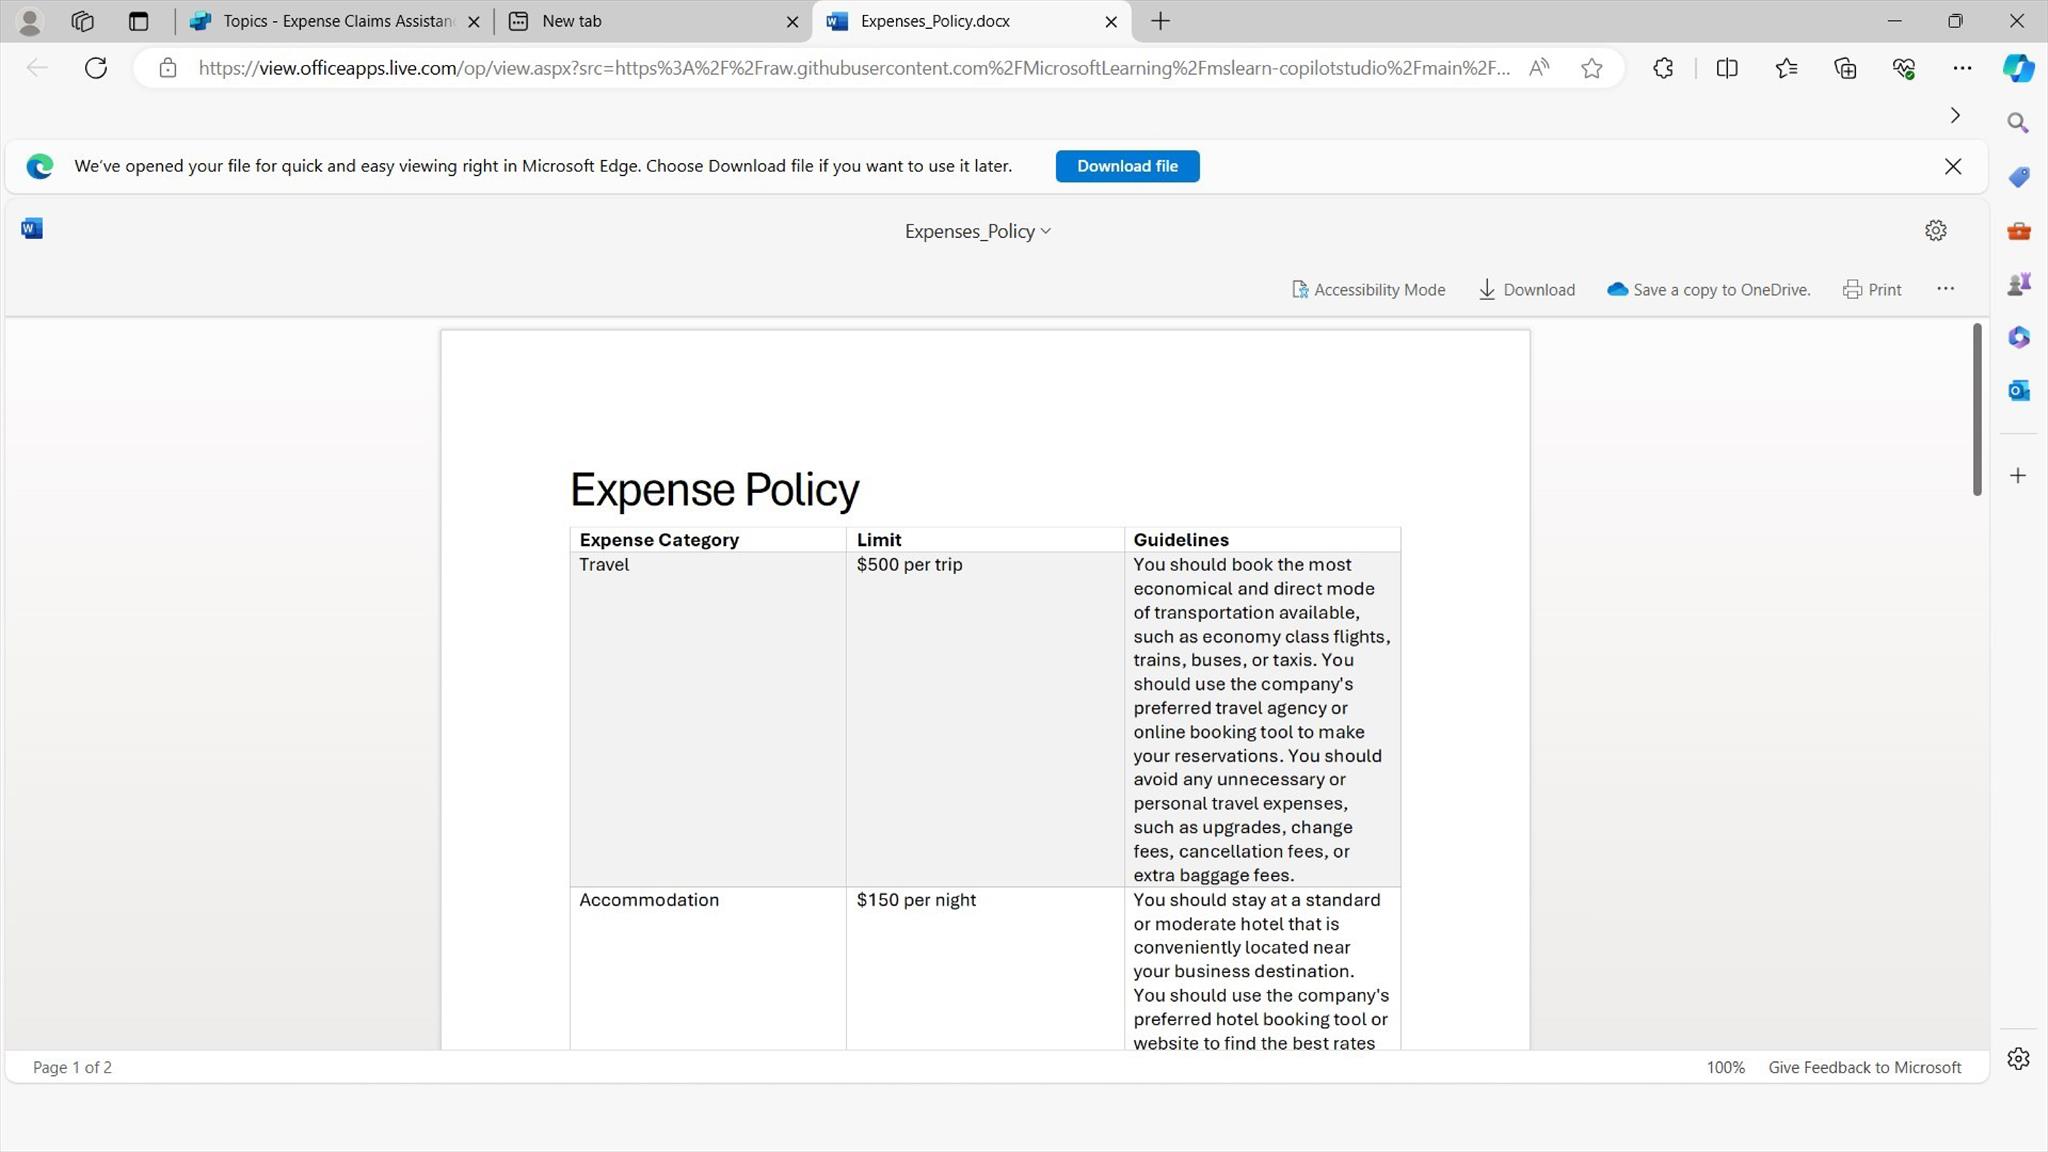 Topics - Expense Claims Assistan
New tab
Expenses_Policy.docx
https://view.officeapps.live.com/op/view.aspx?src=https%3A%2F%2Fraw.githubusercontent.com%2FMicrosoftLearning%2Fmslearn-copilotstudio%2Fmain%2F...
We've opened your file for quick and easy viewing right in Microsoft Edge. Choose Download file if you want to use it later.
Download file
Expenses_Policy
Accessibility Mode
Download
Save a copy to OneDrive.
Print
Expense Policy
Expense Category
Limit
Guidelines
Travel
$500 per trip
You should book the most
economical and direct mode
of transportation available,
such as economy class flights,
trains, buses, or taxis. You
should use the company's
preferred travel agency or
online booking tool to make
your reservations. You should
avoid any unnecessary or
personal travel expenses,
such as upgrades, change
fees, cancellation fees, or
extra baggage fees.
Accommodation
$150 per night
You should stay at a standard
or moderate hotel that is
conveniently located near
your business destination.
You should use the company's
preferred hotel booking tool or
website to find the best rates
Page 1 of 2
100%
Give Feedback to Microsoft